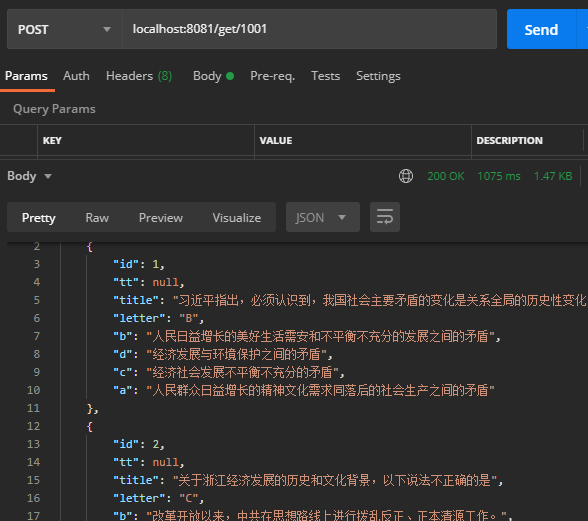 POST localhost:8081/get/1001 Send
Params Auth Headers (8) Body Pre-req. Tests Settings
Query Params
KEY VALUE DESCRIPTION
Body 200 OK 1075 ms 1.47 KB
Pretty Raw Preview Visualize JSON
2 {
3 "id": 1,
4 "tt": null,
5 "title": "习近平指出，必须认识到，我国社会主要矛盾的变化是关系全局的历史性变化
6 "letter": "B",
7 "b": "人民日益增长的美好生活需安和不平衡不充分的发展之间的矛盾",
8 "d": "经济发展与环境保护之间的矛盾",
9 "c": "经济社会发展不平衡不充分的矛盾",
10 "a": "人民群众日益增长的精神文化需求同落后的社会生产之间的矛盾"
11 },
12 {
13 "id": 2,
14 "tt": null,
15 "title": "关于浙江经济发展的历史和文化背景，以下说法不正确的是",
16 "letter": "C",
17 "b": "改革开放以来，中共在思想路线上进行拨乱反正、正本清源工作。",